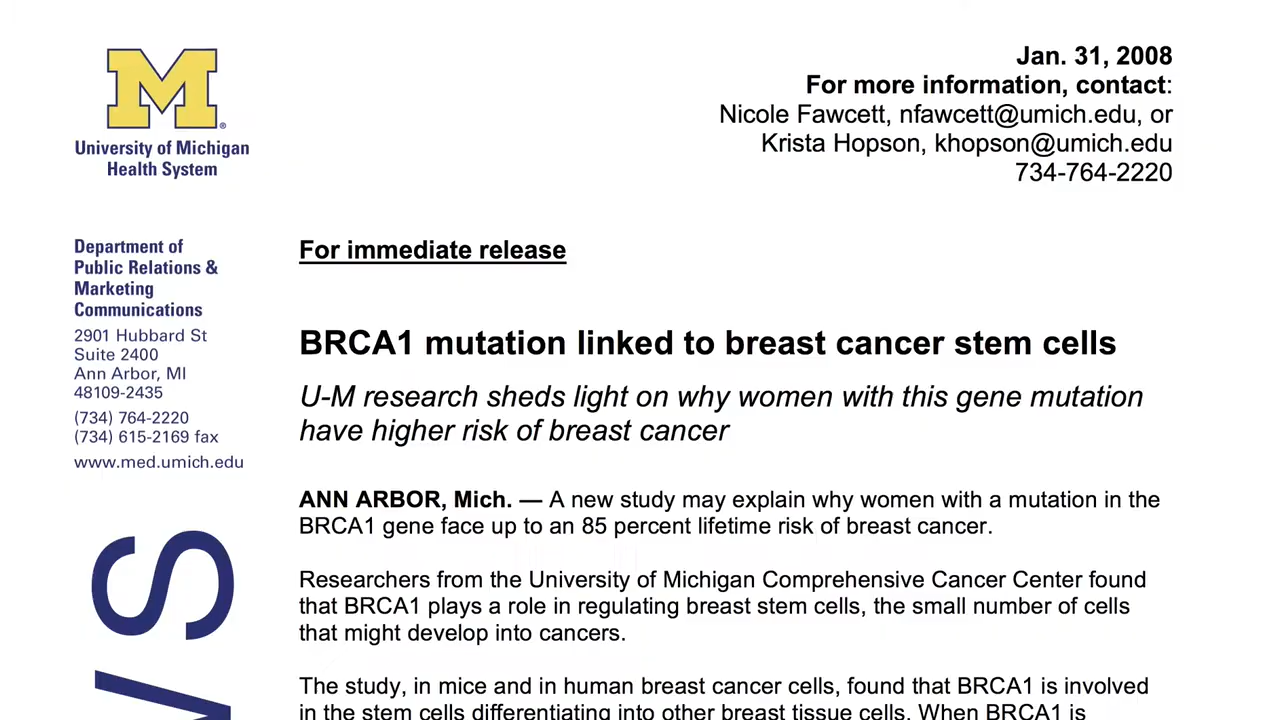 M
University of Michigan
Health System
Jan. 31, 2008
For more information, contact:
Nicole Fawcett, nfawcett@umich.edu, or
Krista Hopson, khopson@umich.edu
734-764-2220
Department of
Public Relations &
Marketing
Communications
2901 Hubbard St
Suite 2400
Ann Arbor, MI
48109-2435
(734) 764-2220
(734) 615-2169 fax
www.med.umich.edu
For immediate release
BRCA1 mutation linked to breast cancer stem cells
U-M research sheds light on why women with this gene mutation
have higher risk of breast cancer
ANN ARBOR, Mich. — A new study may explain why women with a mutation in the
BRCA1 gene face up to an 85 percent lifetime risk of breast cancer.
Researchers from the University of Michigan Comprehensive Cancer Center found
that BRCA1 plays a role in regulating breast stem cells, the small number of cells
that might develop into cancers.
The study, in mice and in human breast cancer cells, found that BRCA1 is involved
in the stem cells differentiating into other breast tissue cells. When BRCA1 is